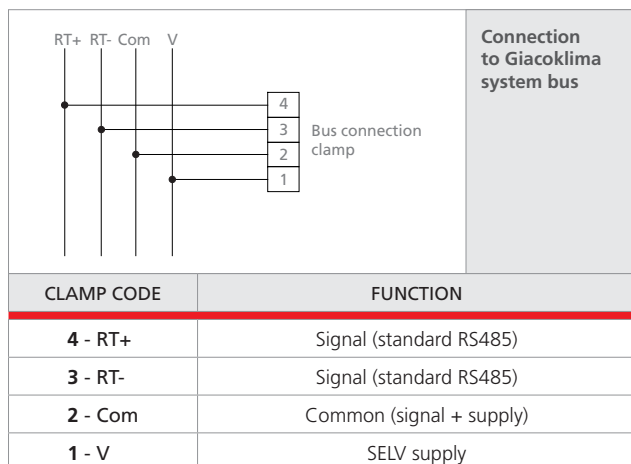 RT+ RT- Com V
4
3
2
1
Bus connection
clamp
Connection
to Giacoklima
system bus
CLAMP CODE FUNCTION
4 - RT+ Signal (standard RS485)
3 - RT- Signal (standard RS485)
2 - Com Common (signal + supply)
1 - V SELV supply